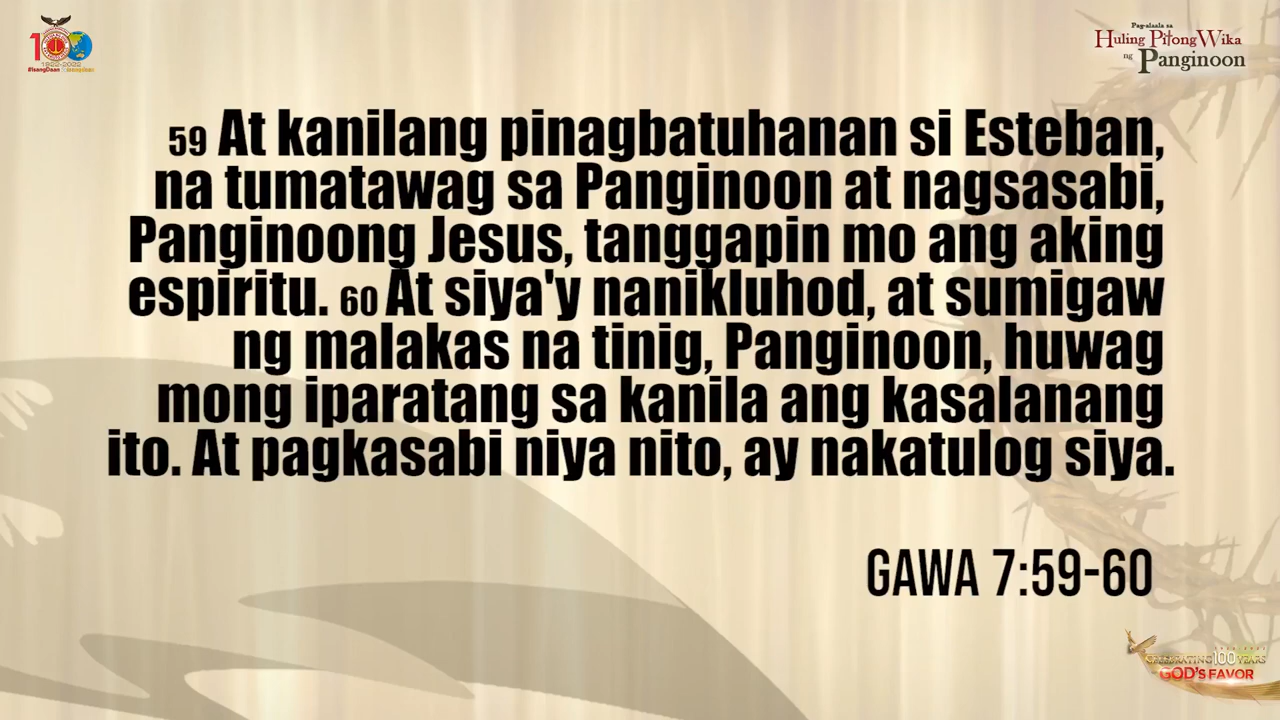 100
1922-2022
Pag-alaala sa
Huling Pitong Wika
ng Panginoon
59 At kanilang pinagbatuhanan si Esteban,
na tumatawag sa Panginoon at nagsasabi,
Panginoong Jesus, tanggapin mo ang aking
espiritu. 60 At siya'y nanikluhod, at sumigaw
ng malakas na tinig, Panginoon, huwag
mong iparatang sa kanila ang kasalanang
ito. At pagkasabi niya nito, ay nakatulog siya.
GAWA 7:59-60
CELEBRATING 100 YEARS
GOD'S FAVOR